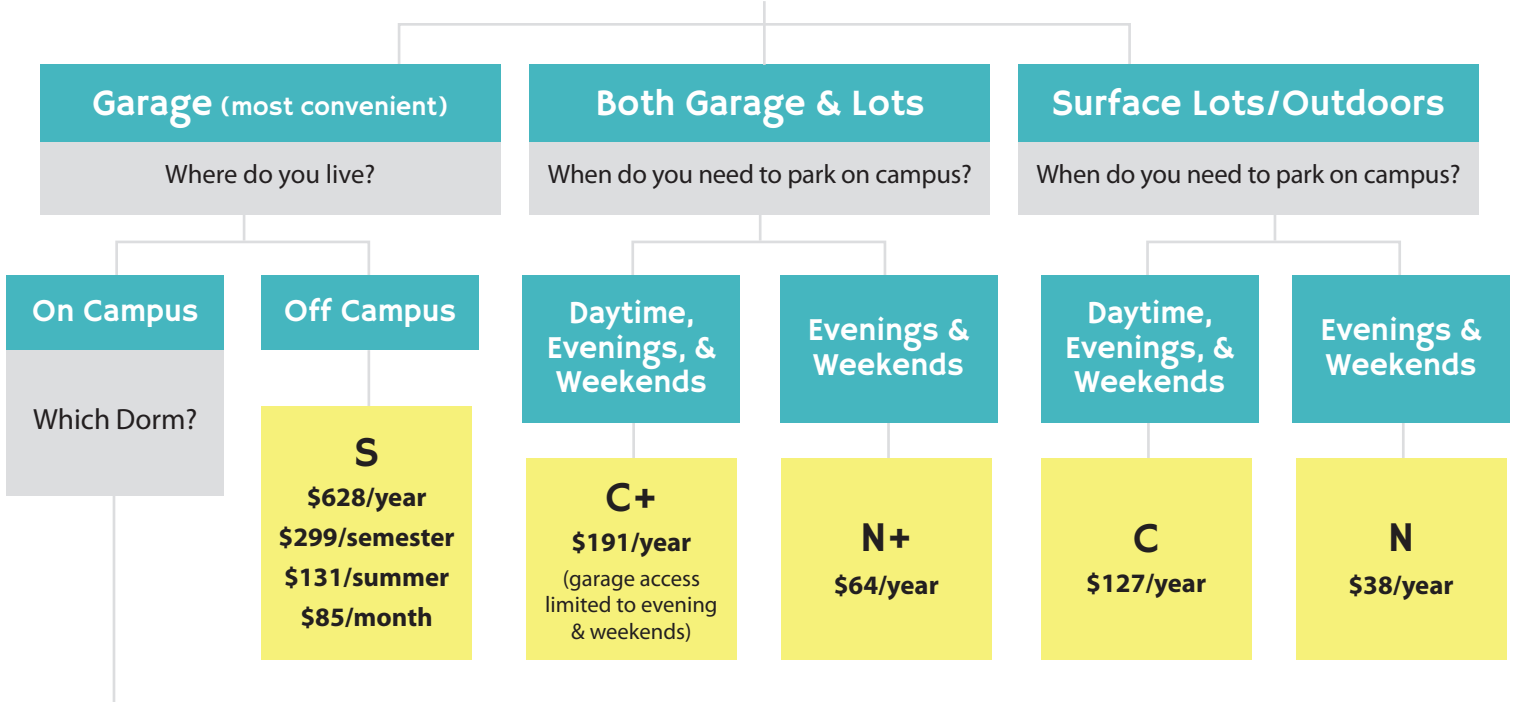 Garage (most convenient)
Where do you live?
On Campus
Which Dorm?
Off Campus
S
$628/year
$299/semester
$131/summer
$85/month
Both Garage & Lots
When do you need to park on campus?
Daytime,
Evenings, &
Weekends
C+
$191/year
(garage access
limited to evening
& weekends)
Evenings &
Weekends
N+
$64/year
Surface Lots/Outdoors
When do you need to park on campus?
Daytime,
Evenings, &
Weekends
C
$127/year
Evenings &
Weekends
N
$38/year